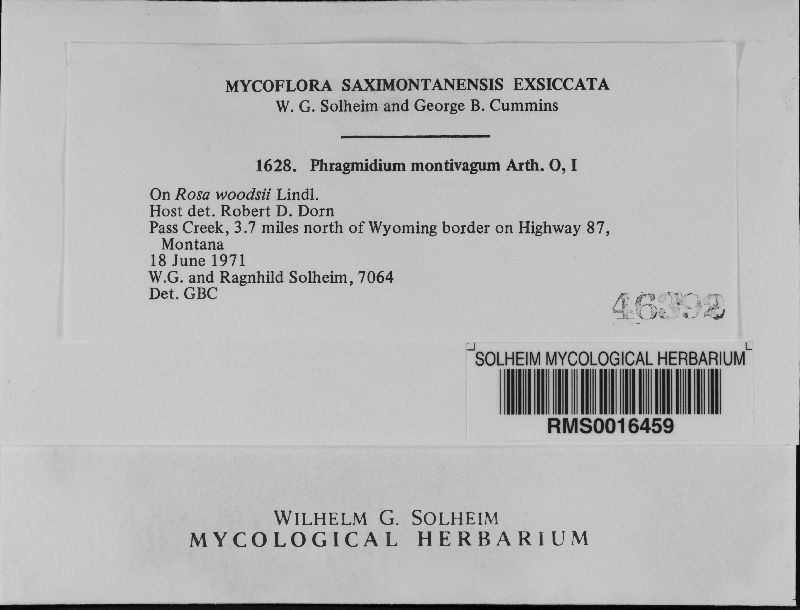 MYCOFLORA SAXIMONTANENSIS EXSICCATA
W. G. Solheim and George B. Cummins
1628. Phragmidium montivagum Arth. O, I
On Rosa woodsii Lindl.
Host det. Robert D. Dorn
Pass Creek, 3.7 miles north of Wyoming border on Highway 87,
Montana
18 June 1971
W.G. and Ragnhild Solheim, 7064
Det. GBC
46392
SOLHEIM MYCOLOGICAL HERBARIUM
RMS0016459
WILHELM G. SOLHEIM
MYCOLOGICAL HERBARIUM